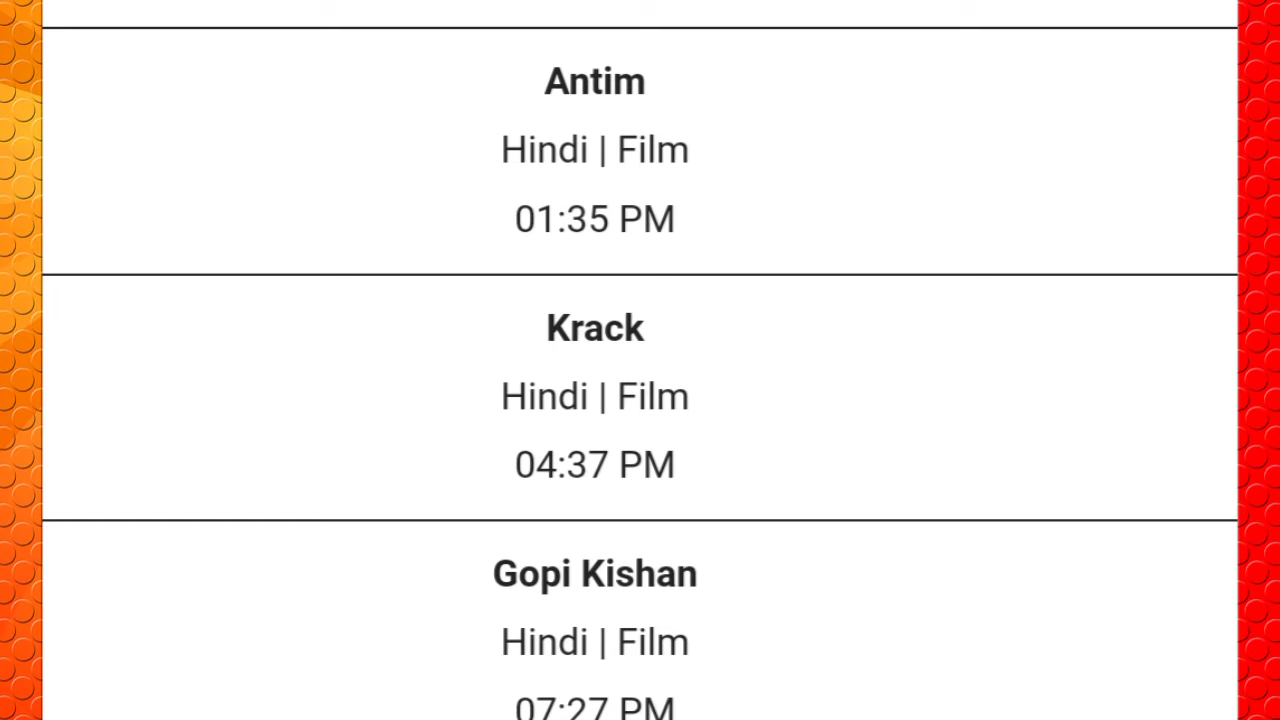 Antim
Hindi | Film
01:35 PM
Krack
Hindi | Film
04:37 PM
Gopi Kishan
Hindi | Film
07:27 PM